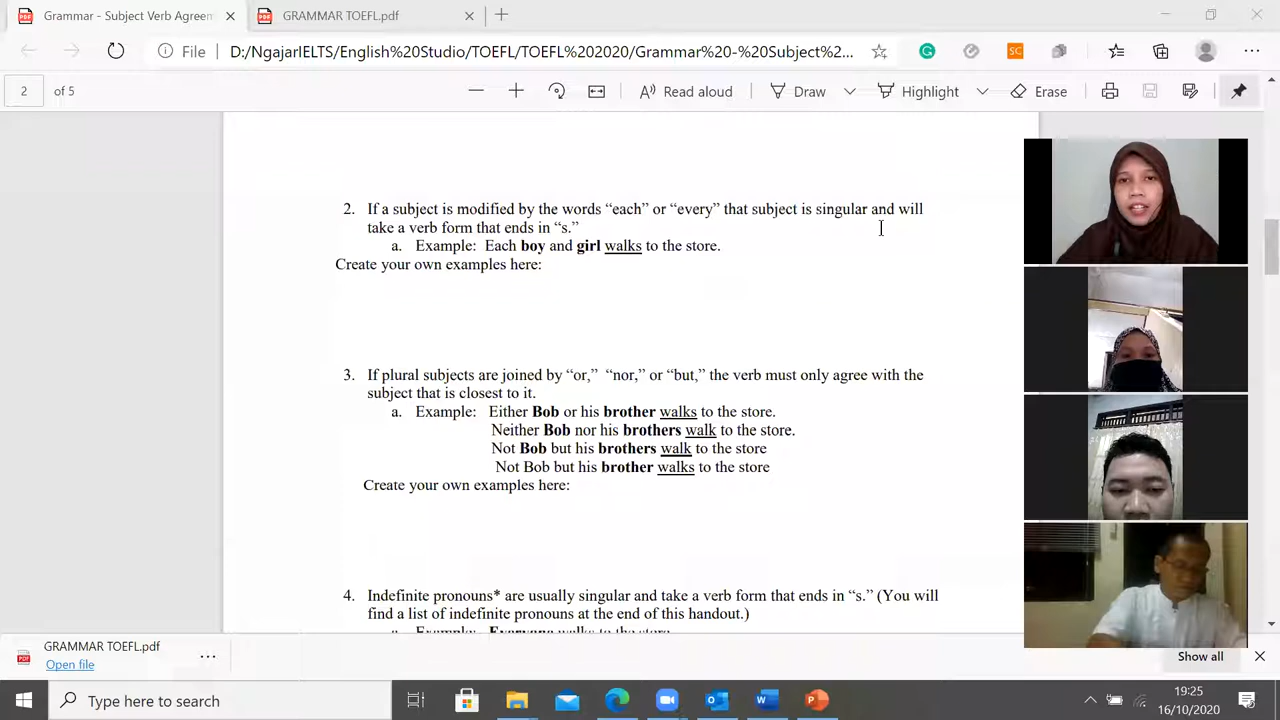 Grammar - Subject Verb Agreem
GRAMMAR TOEFL.pdf
File
D:/NgajarIELTS/English%20Studio/TOEFL/TOEFL%202020/Grammar%20-%20Subject%2...
SC
2 of 5
Read aloud
Draw
Highlight
Erase
2. If a subject is modified by the words “each” or “every” that subject is singular and will
take a verb form that ends in “s.”
a. Example: Each boy and girl walks to the store.
Create your own examples here:
3. If plural subjects are joined by “or,” “nor,” or “but,” the verb must only agree with the
subject that is closest to it.
a. Example: Either Bob or his brother walks to the store.
Neither Bob nor his brothers walk to the store.
Not Bob but his brothers walk to the store
Not Bob but his brother walks to the store
Create your own examples here:
4. Indefinite pronouns* are usually singular and take a verb form that ends in “s.” (You will
find a list of indefinite pronouns at the end of this handout.)
a. Example: Everyone walks to the store.
GRAMMAR TOEFL.pdf
Open file
Show all
Type here to search
19:25
16/10/2020